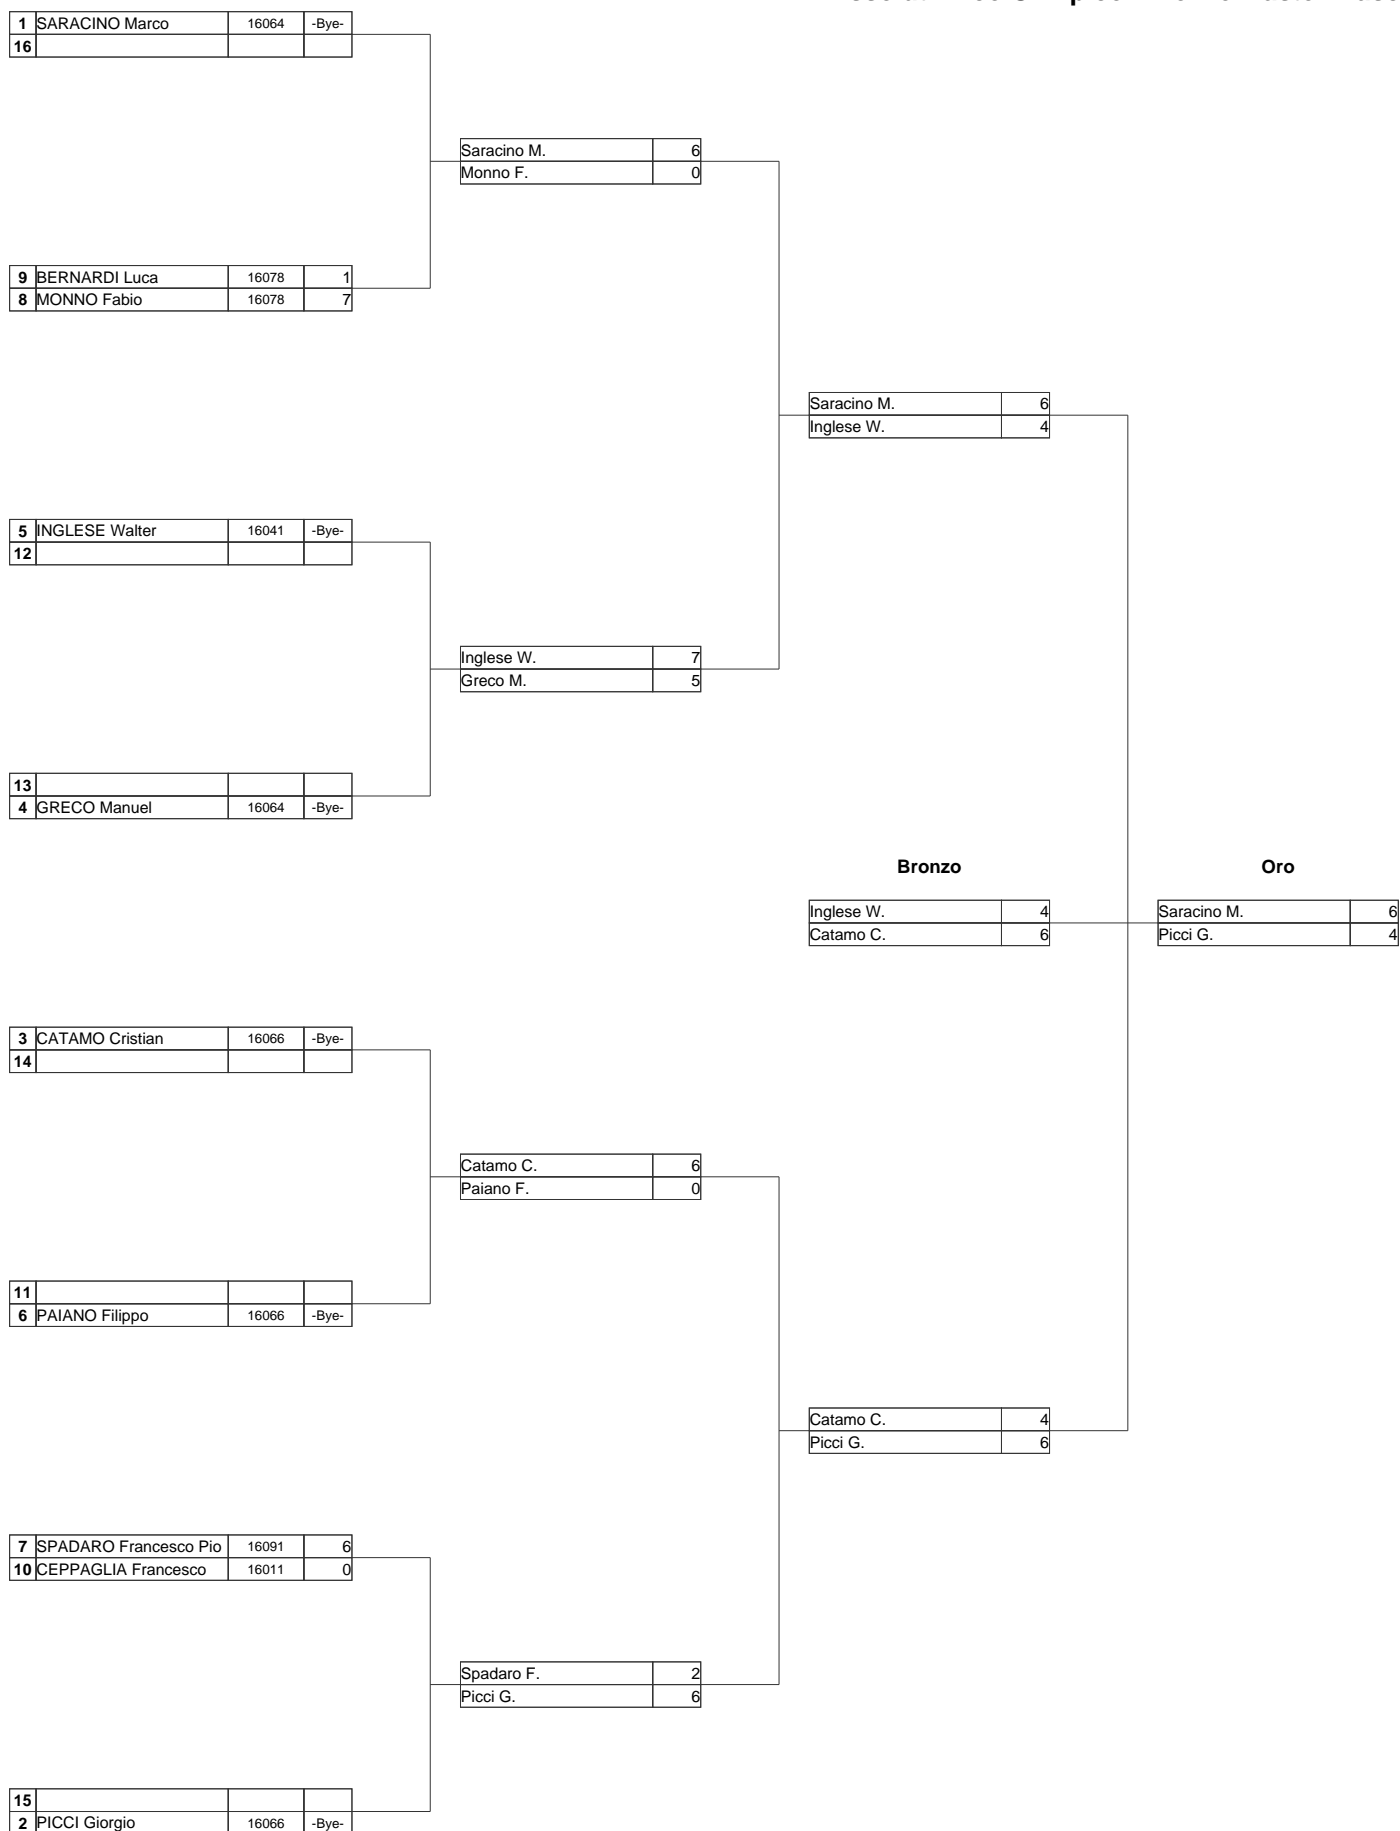 1 SARACINO Marco 16064 -Bye-
16
Saracino M. 6
Monno F. 0
9 BERNARDI Luca 16078 1
8 MONNO Fabio 16078 7
Saracino M. 6
Inglese W. 4
5 INGLESE Walter 16041 -Bye-
12
Inglese W. 7
Greco M. 5
13
4 GRECO Manuel 16064 -Bye-
Bronzo Oro
Inglese W. 4 Saracino M. 6
Catamo C. 6 Picci G. 4
3 CATAMO Cristian 16066 -Bye-
14
Catamo C. 6
Paiano F. 0
11
6 PAIANO Filippo 16066 -Bye-
Catamo C. 4
Picci G. 6
7 SPADARO Francesco Pio 16091 6
10 CEPPAGLIA Francesco 16011 0
Spadaro F. 2
Picci G. 6
15
2 PICCI Giorgio 16066 -Bye-